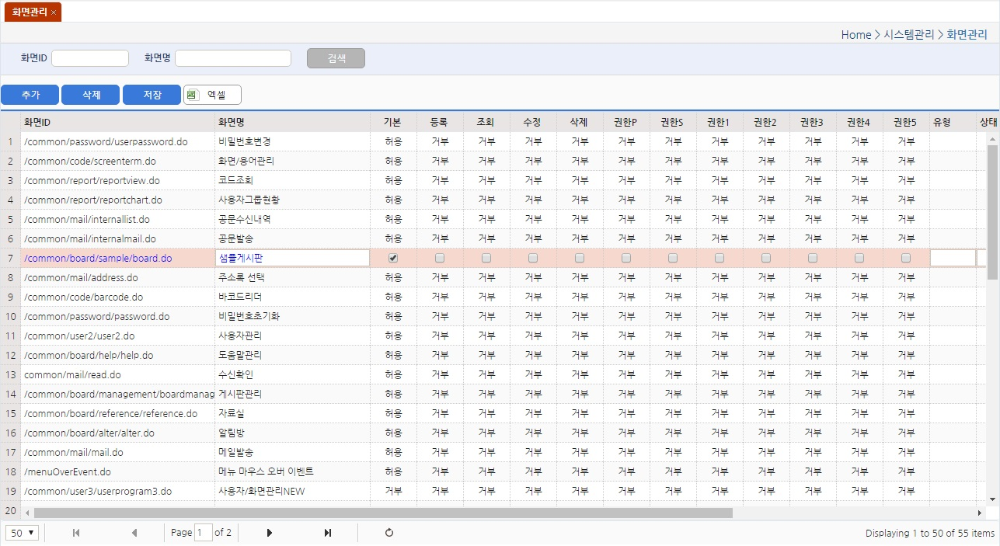 화면관리 ×
Home > 시스템관리 > 화면관리
화면ID 화면명 검색
추가 삭제 저장 엑셀
화면ID 화면명 기본 등록 조회 수정 삭제 권한P 권한S 권한1 권한2 권한3 권한4 권한5 유형 상태
1 /common/password/userpassword.do 비밀번호변경 허용 거부 거부 거부 거부 거부 거부 거부 거부 거부 거부 거부
2 /common/code/screenterm.do 화면/용어관리 허용 거부 거부 거부 거부 거부 거부 거부 거부 거부 거부 거부
3 /common/report/reportview.do 코드조회 허용 거부 거부 거부 거부 거부 거부 거부 거부 거부 거부 거부
4 /common/report/reportchart.do 사용자그룹현황 허용 거부 거부 거부 거부 거부 거부 거부 거부 거부 거부 거부
5 /common/mail/internallist.do 공문수신내역 허용 거부 거부 거부 거부 거부 거부 거부 거부 거부 거부 거부
6 /common/mail/internalmail.do 공문발송 허용 거부 거부 거부 거부 거부 거부 거부 거부 거부 거부 거부
7 /common/board/sample/board.do 샘플게시판
8 /common/mail/address.do 주소록 선택 허용 거부 거부 거부 거부 거부 거부 거부 거부 거부 거부 거부
9 /common/code/barcode.do 바코드리더 허용 거부 거부 거부 거부 거부 거부 거부 거부 거부 거부 거부
10 /common/password/password.do 비밀번호초기화 허용 거부 거부 거부 거부 거부 거부 거부 거부 거부 거부 거부
11 /common/user2/user2.do 사용자관리 허용 거부 거부 거부 거부 거부 거부 거부 거부 거부 거부 거부
12 /common/board/help/help.do 도움말관리 허용 거부 거부 거부 거부 거부 거부 거부 거부 거부 거부 거부
13 common/mail/read.do 수신확인 허용 거부 거부 거부 거부 거부 거부 거부 거부 거부 거부 거부
14 /common/board/management/boardmanag 게시판관리 허용 거부 거부 거부 거부 거부 거부 거부 거부 거부 거부 거부
15 /common/board/reference/reference.do 자료실 허용 거부 거부 거부 거부 거부 거부 거부 거부 거부 거부 거부
16 /common/board/alter/alter.do 알림방 허용 거부 거부 거부 거부 거부 거부 거부 거부 거부 거부 거부
17 /common/mail/mail.do 메일발송 허용 거부 거부 거부 거부 거부 거부 거부 거부 거부 거부 거부
18 /menuOverEvent.do 메뉴 마우스 오버 이벤트 허용 거부 거부 거부 거부 거부 거부 거부 거부 거부 거부 거부
19 /common/user3/userprogram3.do 사용자/화면관리NEW 거부 거부 거부 거부 거부 거부 거부 거부 거부 거부 거부 거부
20
50 Page 1 of 2 Displaying 1 to 50 of 55 items